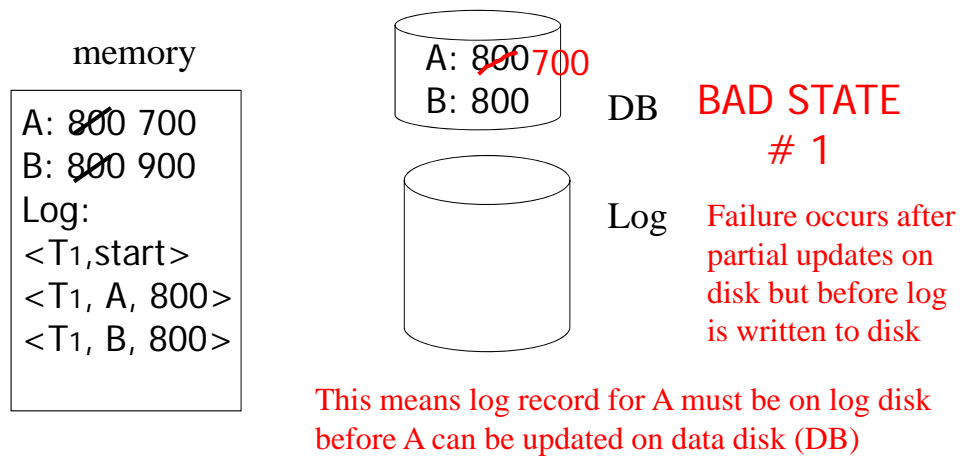 memory
A: 800 700
B: 800 900
Log:
<T1,start>
<T1, A, 800>
<T1, B, 800>
A: 800 700
B: 800
DB
BAD STATE
# 1
Log
Failure occurs after
partial updates on
disk but before log
is written to disk
This means log record for A must be on log disk
before A can be updated on data disk (DB)